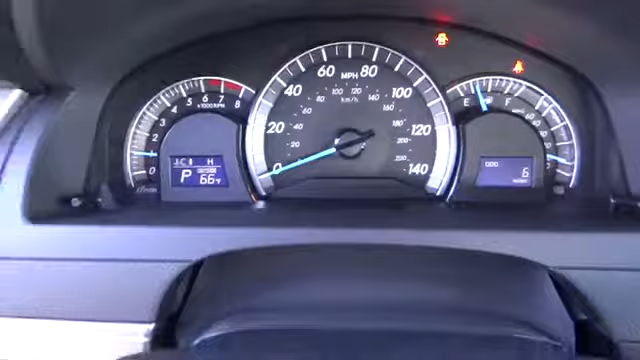 0 1 2 3 4 5 6 7 8
x1000RPM
P
66°F
0 20 40 60 80 100 120 140
MPH
km/h
20 40 60 80 100 120 140 160 180 200 220
E F
ODO
6